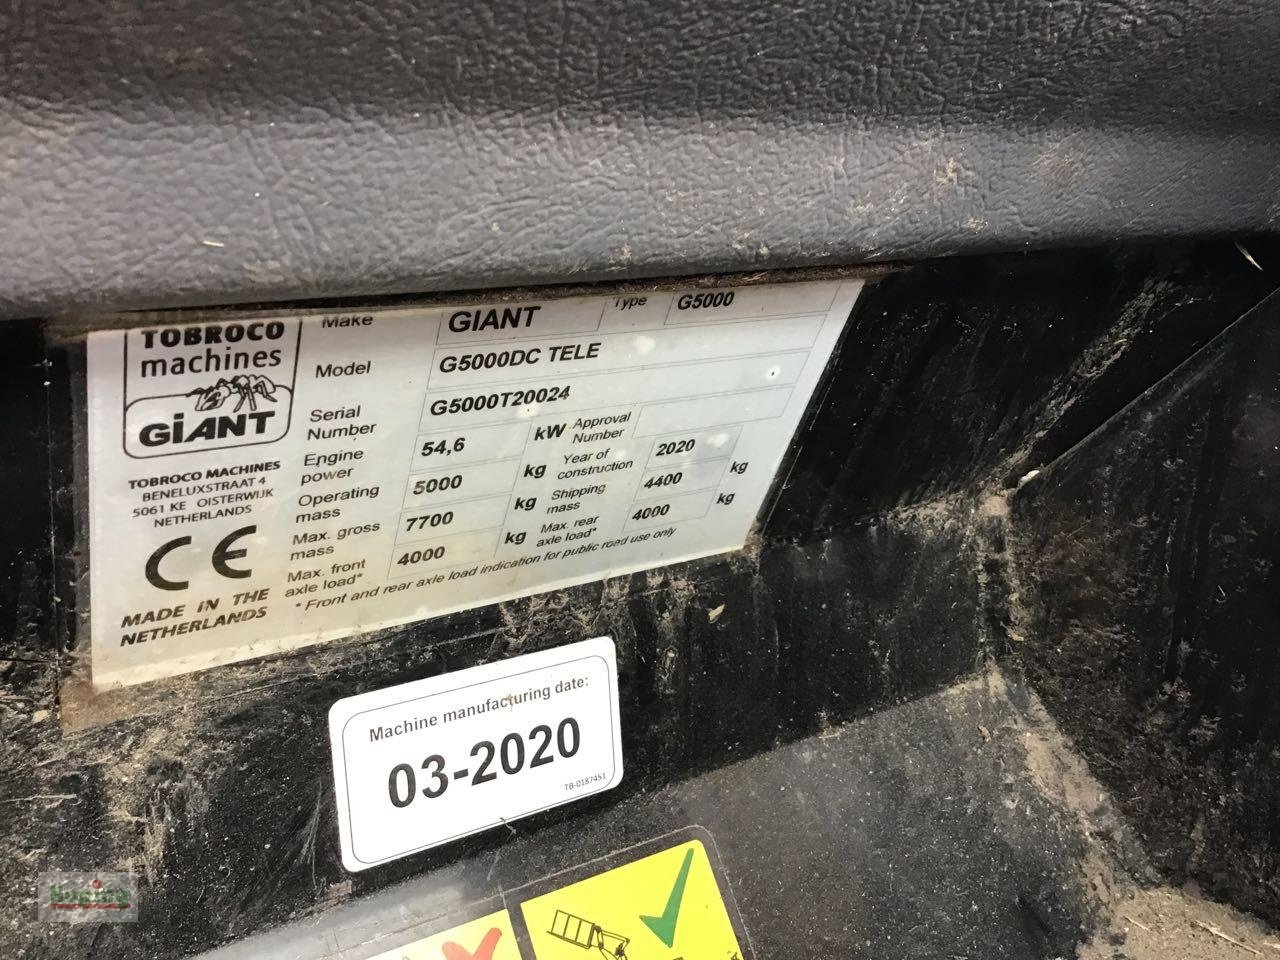 TOBROCO
machines
GiANT
TOBROCO MACHINES
BENELUXSTRAAT 4
5061 KE OISTERWIJK
NETHERLANDS
CE
MADE IN THE
NETHERLANDS
Make GIANT Type G5000
Model G5000DC TELE
Serial Number G5000T20024
Engine power 54,6 kW Approval Number
Operating mass 5000 kg Year of construction 2020
Max. gross mass 7700 kg Shipping mass 4400 kg
Max. front axle load* 4000 kg Max. rear axle load* 4000 kg
* Front and rear axle load indication for public road use only
Machine manufacturing date:
03-2020
TB-0187451